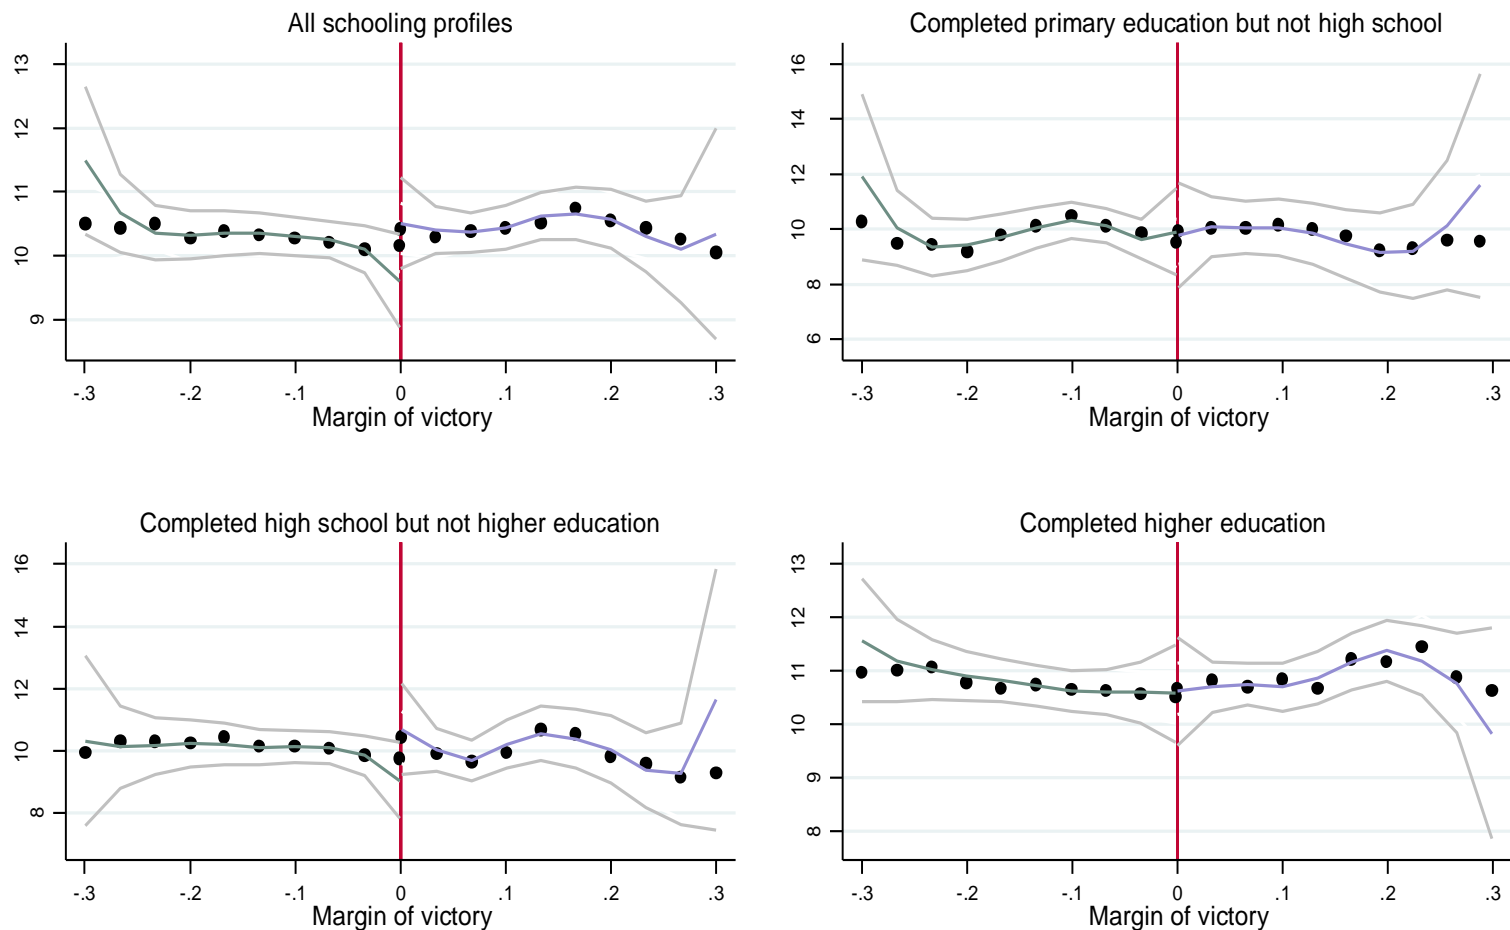 All schooling profiles
13
12
11
10
9
-.3 -.2 -.1 0 .1 .2 .3
Margin of victory
Completed primary education but not high school
16
14
12
10
8
6
-.3 -.2 -.1 0 .1 .2 .3
Margin of victory
Completed high school but not higher education
16
14
12
10
8
-.3 -.2 -.1 0 .1 .2 .3
Margin of victory
Completed higher education
13
12
11
10
9
8
-.3 -.2 -.1 0 .1 .2 .3
Margin of victory